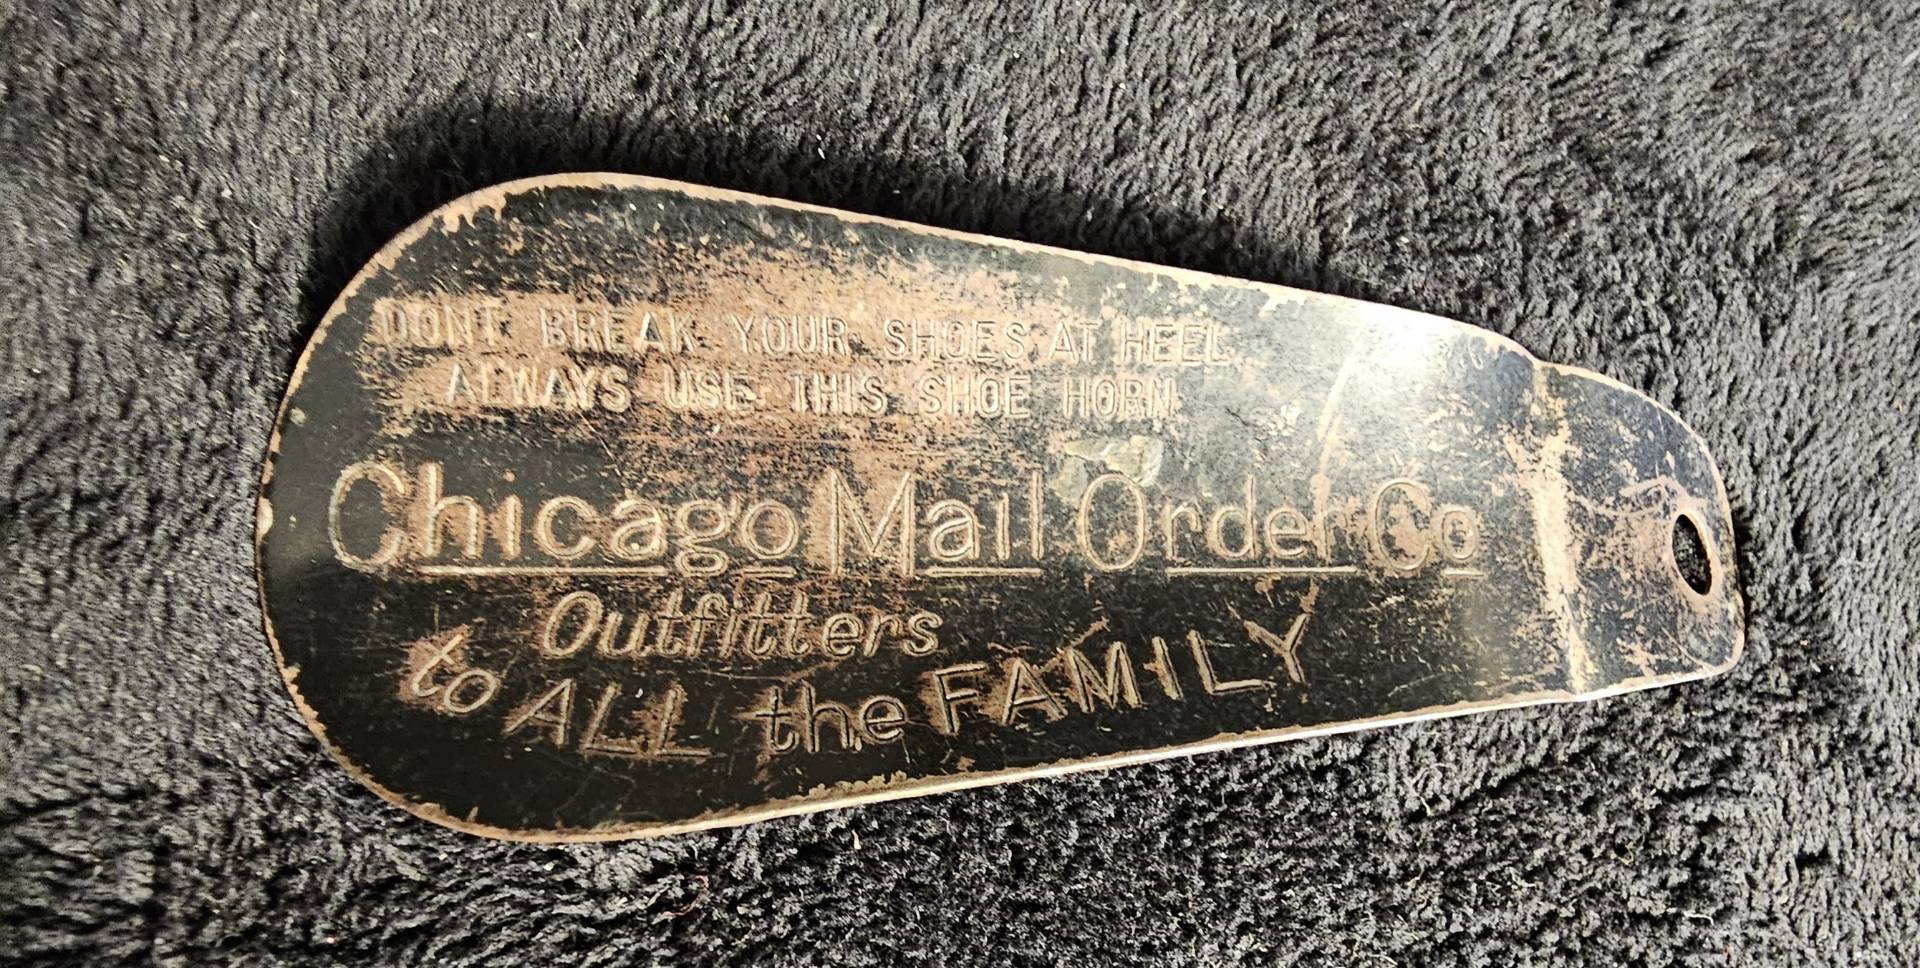 DONT BREAK YOUR SHOES AT HEEL
ALWAYS USE THIS SHOE HORN
Chicago Mail Order Co
Outfitters
to ALL the FAMILY